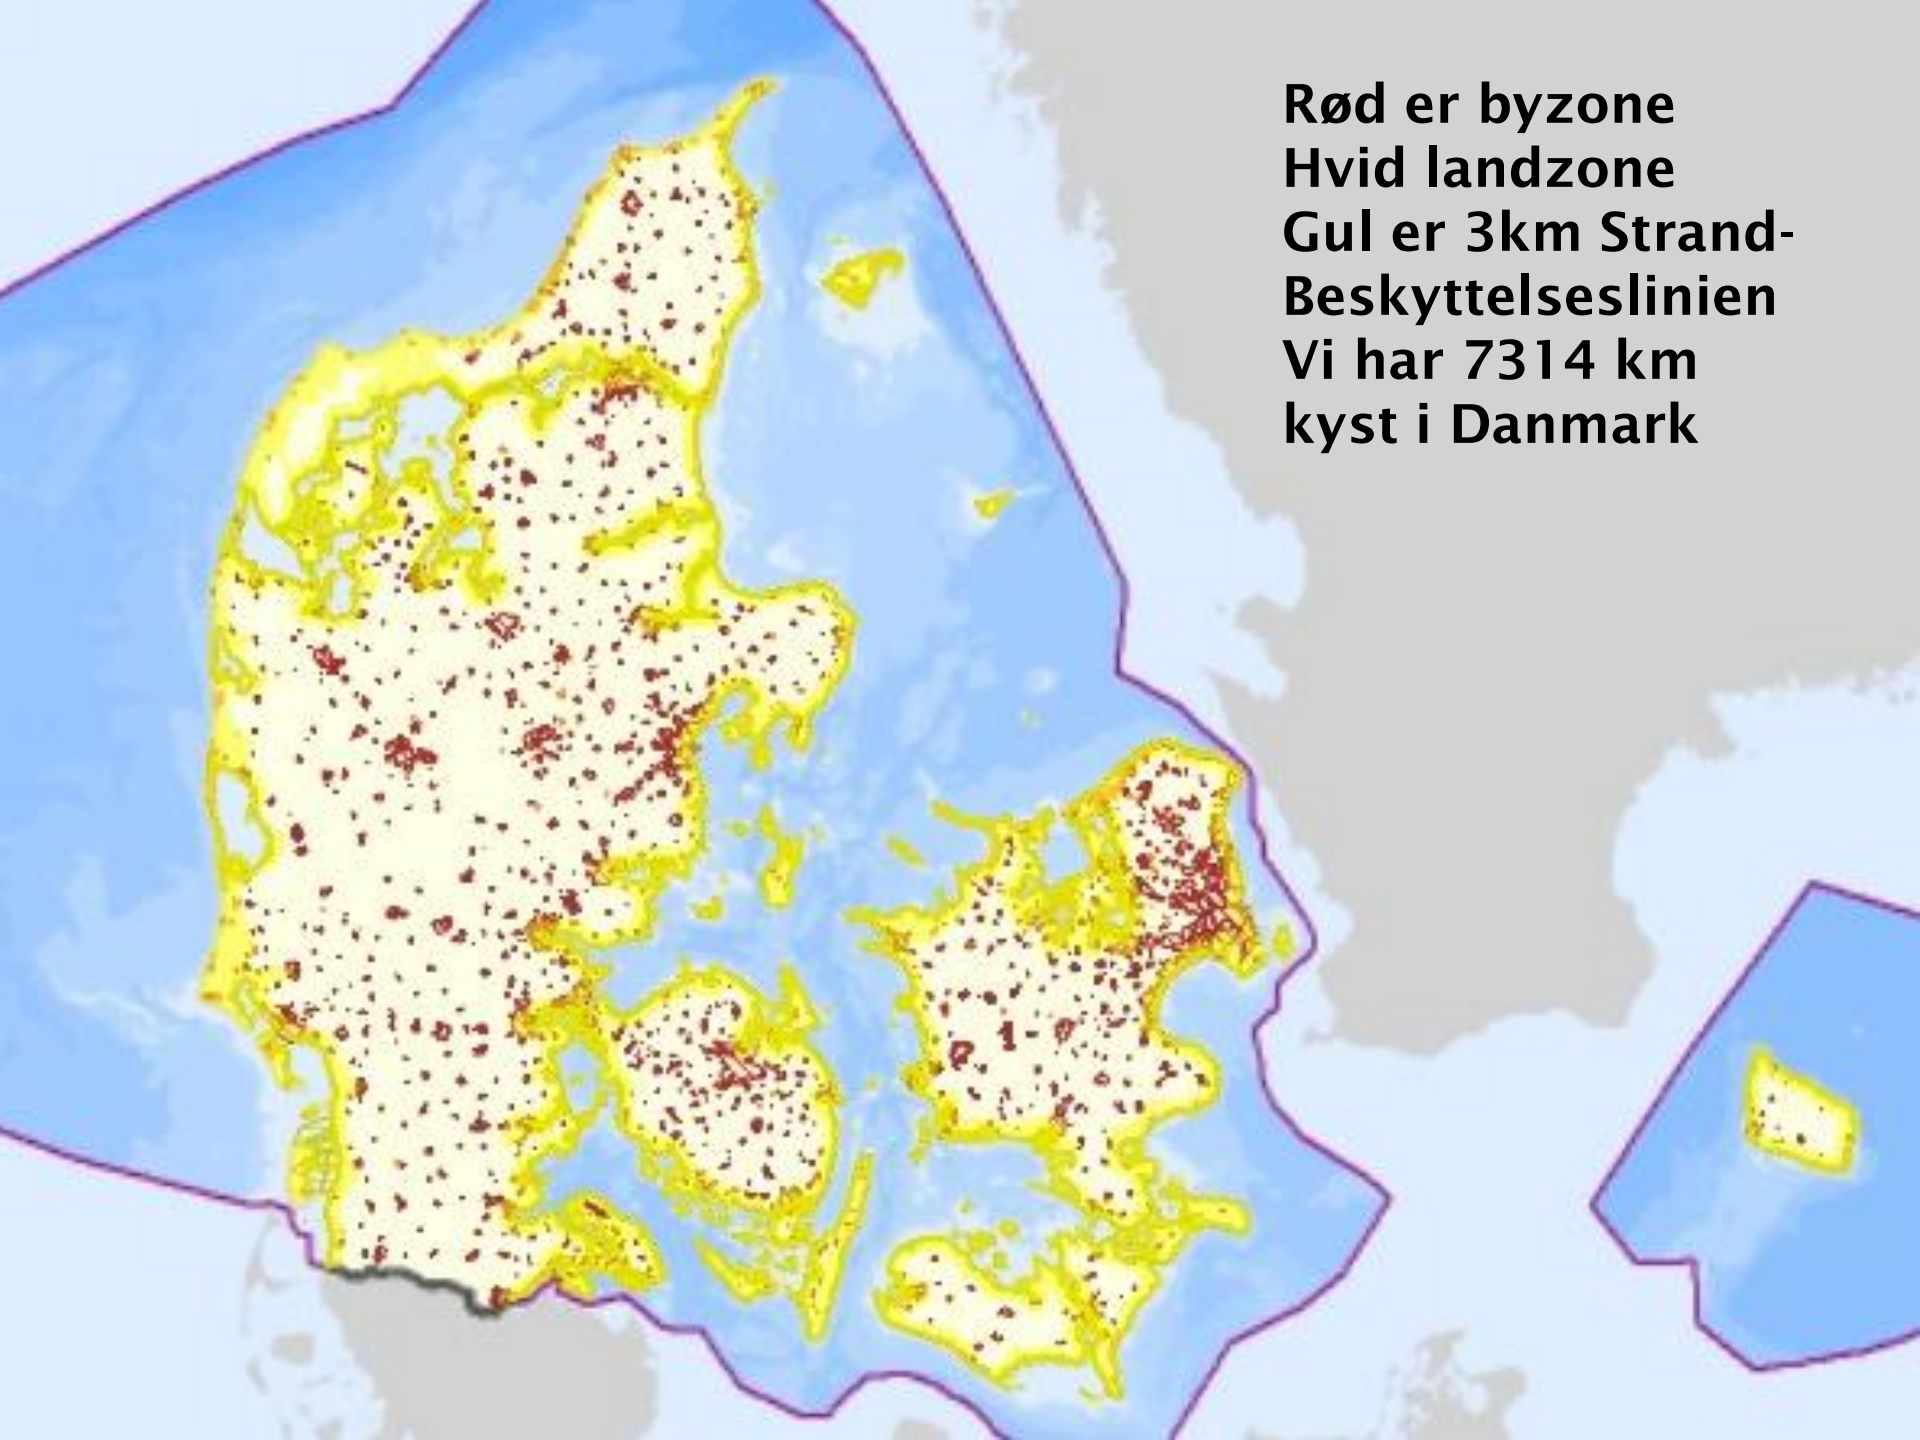 Rød er byzone
Hvid landzone
Gul er 3km Strand-
Beskyttelseslinien
Vi har 7314 km
kyst i Danmark